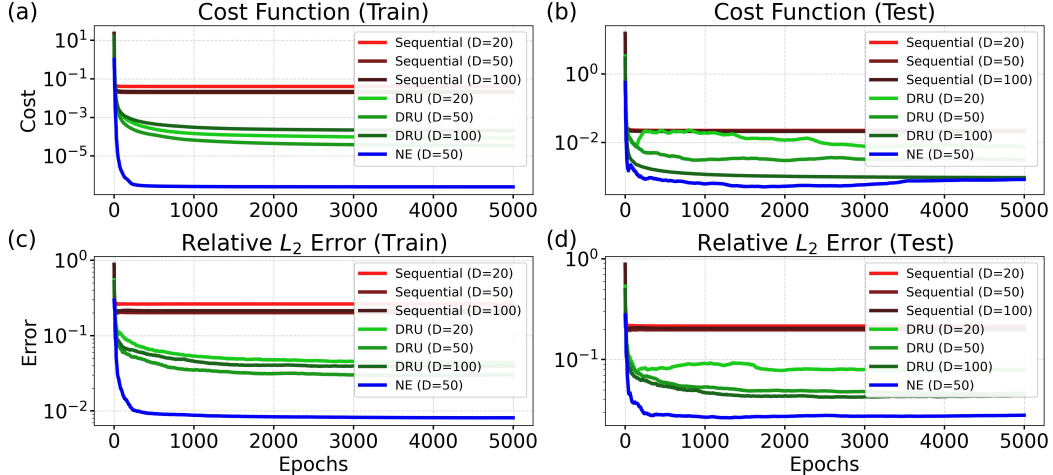 (a)
Cost Function (Train)
Cost
10^1
10^-1
10^-3
10^-5
0 1000 2000 3000 4000 5000
Sequential (D=20)
Sequential (D=50)
Sequential (D=100)
DRU (D=20)
DRU (D=50)
DRU (D=100)
NE (D=50)
(b)
Cost Function (Test)
10^0
10^-2
0 1000 2000 3000 4000 5000
Sequential (D=20)
Sequential (D=50)
Sequential (D=100)
DRU (D=20)
DRU (D=50)
DRU (D=100)
NE (D=50)
(c)
Relative L_2 Error (Train)
Error
10^0
10^-1
10^-2
0 1000 2000 3000 4000 5000
Epochs
Sequential (D=20)
Sequential (D=50)
Sequential (D=100)
DRU (D=20)
DRU (D=50)
DRU (D=100)
NE (D=50)
(d)
Relative L_2 Error (Test)
10^0
10^-1
0 1000 2000 3000 4000 5000
Epochs
Sequential (D=20)
Sequential (D=50)
Sequential (D=100)
DRU (D=20)
DRU (D=50)
DRU (D=100)
NE (D=50)